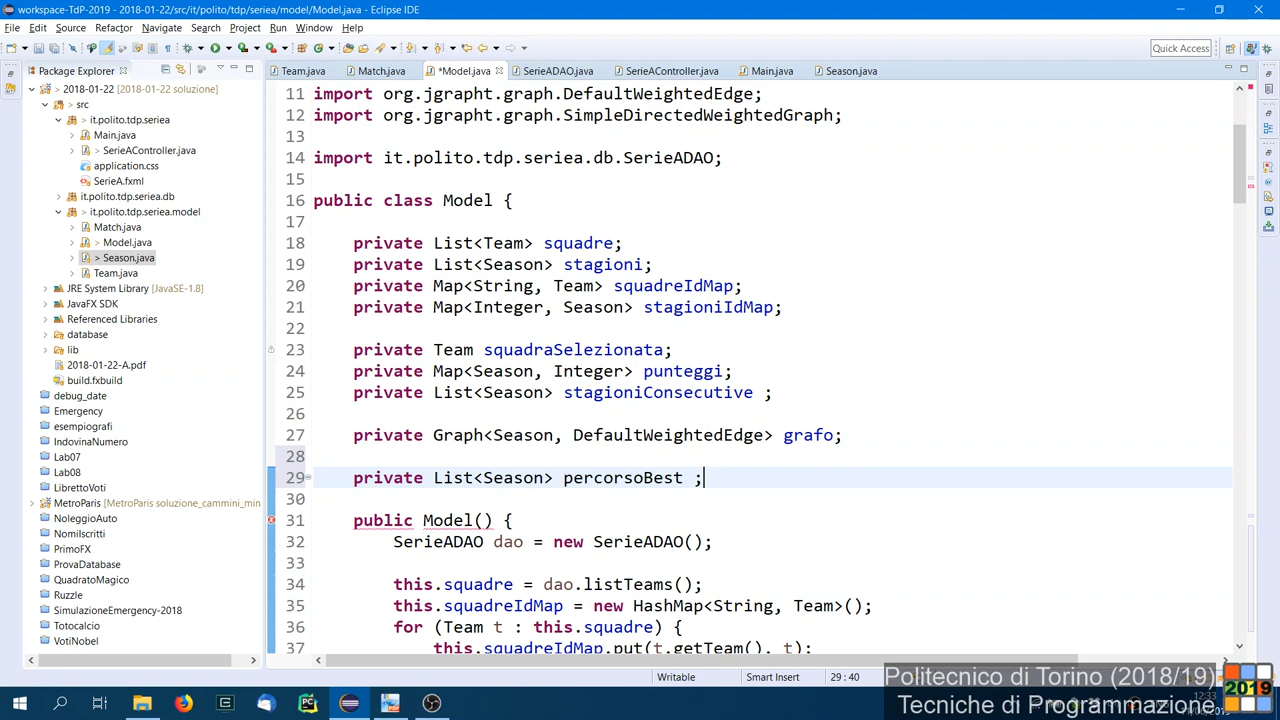 workspace-TdP-2019 - 2018-01-22/src/it/polito/tdp/seriea/model/Model.java - Eclipse IDE
File Edit Source Refactor Navigate Search Project Run Window Help
Quick Access
Package Explorer
Team.java Match.java *Model.java SerieADAO.java SerieAController.java Main.java Season.java
2018-01-22 [2018-01-22 soluzione]
src
it.polito.tdp.seriea
Main.java
> SerieAController.java
application.css
SerieA.fxml
it.polito.tdp.seriea.db
it.polito.tdp.seriea.model
Match.java
> Model.java
> Season.java
Team.java
JRE System Library [JavaSE-1.8]
JavaFX SDK
Referenced Libraries
database
lib
2018-01-22-A.pdf
build.fxbuild
debug_date
Emergency
esempiografi
IndovinaNumero
Lab07
Lab08
LibrettoVoti
MetroParis [MetroParis soluzione_cammini_min
NoleggioAuto
NomiIscritti
PrimoFX
ProvaDatabase
QuadratoMagico
Ruzzle
SimulazioneEmergency-2018
Totocalcio
VotiNobel
11 import org.jgrapht.graph.DefaultWeightedEdge;
12 import org.jgrapht.graph.SimpleDirectedWeightedGraph;
13
14 import it.polito.tdp.seriea.db.SerieADAO;
15
16 public class Model {
17
18 private List<Team> squadre;
19 private List<Season> stagioni;
20 private Map<String, Team> squadreIdMap;
21 private Map<Integer, Season> stagioniIdMap;
22
23 private Team squadraSelezionata;
24 private Map<Season, Integer> punteggi;
25 private List<Season> stagioniConsecutive ;
26
27 private Graph<Season, DefaultWeightedEdge> grafo;
28
29 private List<Season> percorsoBest ;
30
31 public Model() {
32 SerieADAO dao = new SerieADAO();
33
34 this.squadre = dao.listTeams();
35 this.squadreIdMap = new HashMap<String, Team>();
36 for (Team t : this.squadre) {
37 this.squadreIdMap.put(t.getTeam(), t);
Writable Smart Insert 29 : 40
Politecnico di Torino (2018/19)
Tecniche di Programmazione
2019
12:33